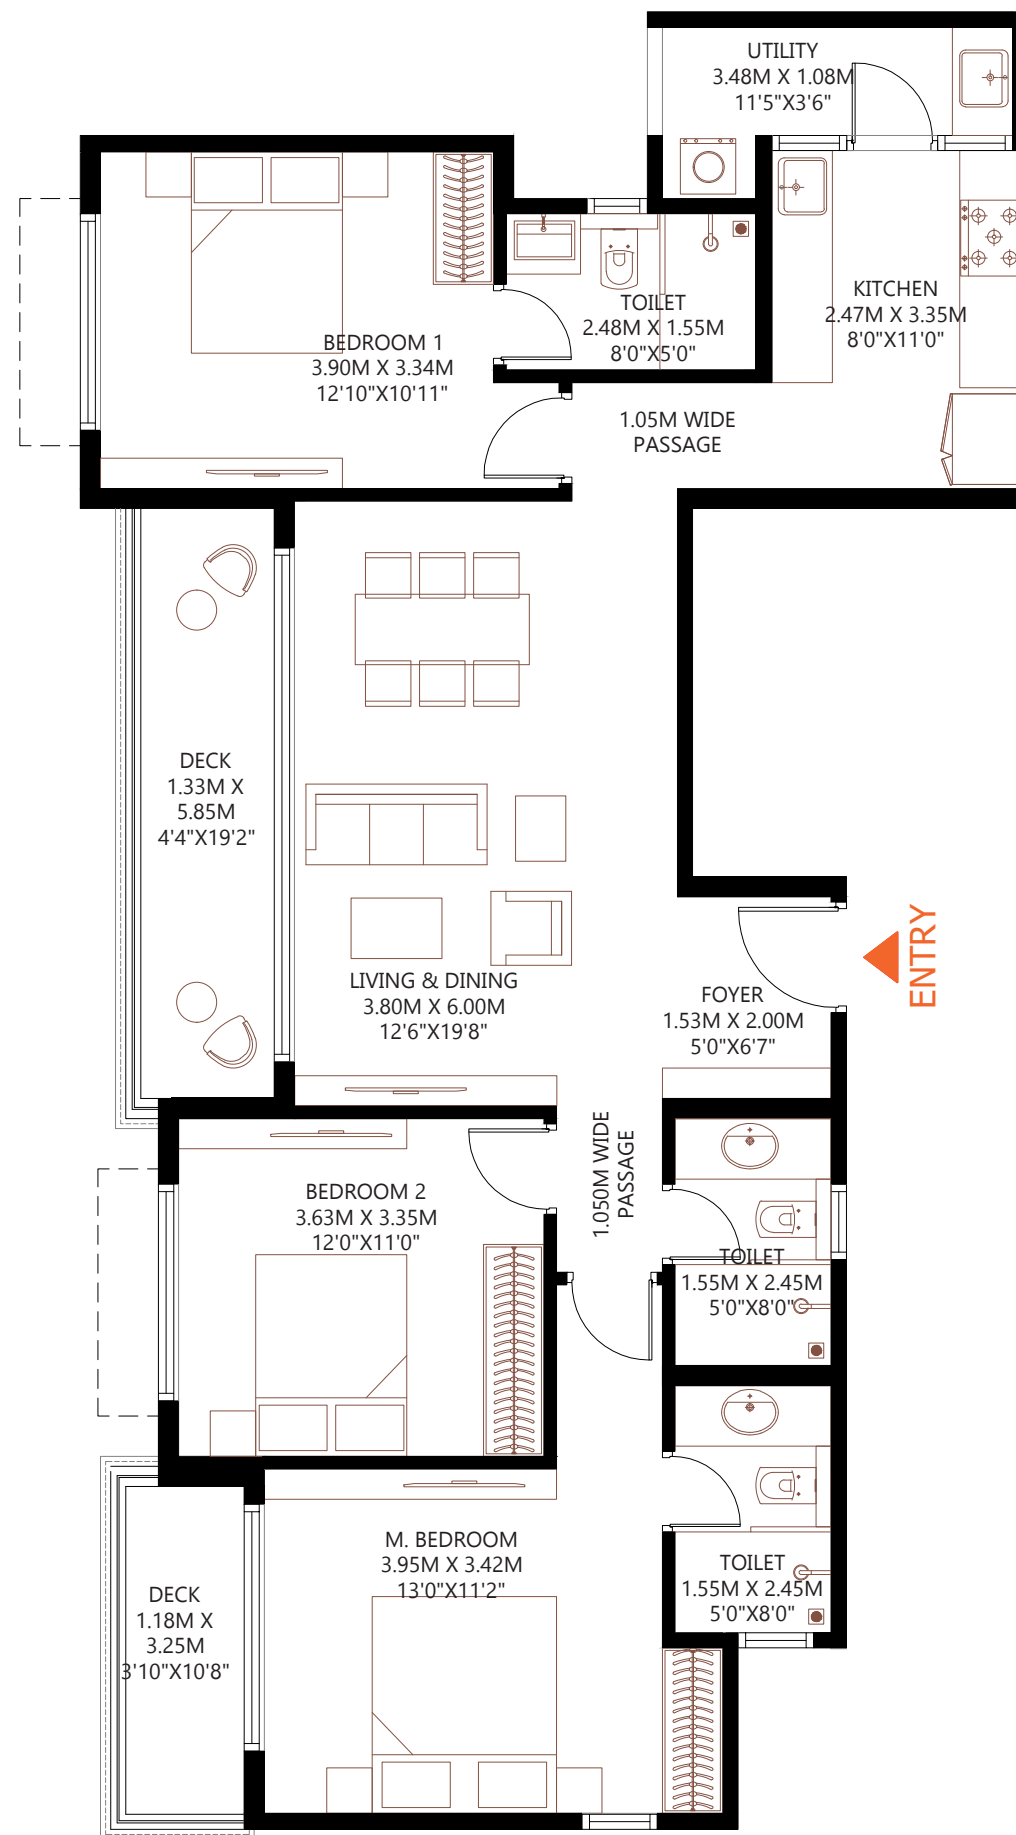 UTILITY
3.48M X 1.08M
11'5"X3'6"
KITCHEN
2.47M X 3.35M
8'0"X11'0"
TOILET
2.48M X 1.55M
8'0"X5'0"
BEDROOM 1
3.90M X 3.34M
12'10"X10'11"
1.05M WIDE
PASSAGE
DECK
1.33M X
5.85M
4'4"X19'2"
LIVING & DINING
3.80M X 6.00M
12'6"X19'8"
FOYER
1.53M X 2.00M
5'0"X6'7"
ENTRY
1.050M WIDE
PASSAGE
BEDROOM 2
3.63M X 3.35M
12'0"X11'0"
TOILET
1.55M X 2.45M
5'0"X8'0"
M. BEDROOM
3.95M X 3.42M
13'0"X11'2"
TOILET
1.55M X 2.45M
5'0"X8'0"
DECK
1.18M X
3.25M
3'10"X10'8"